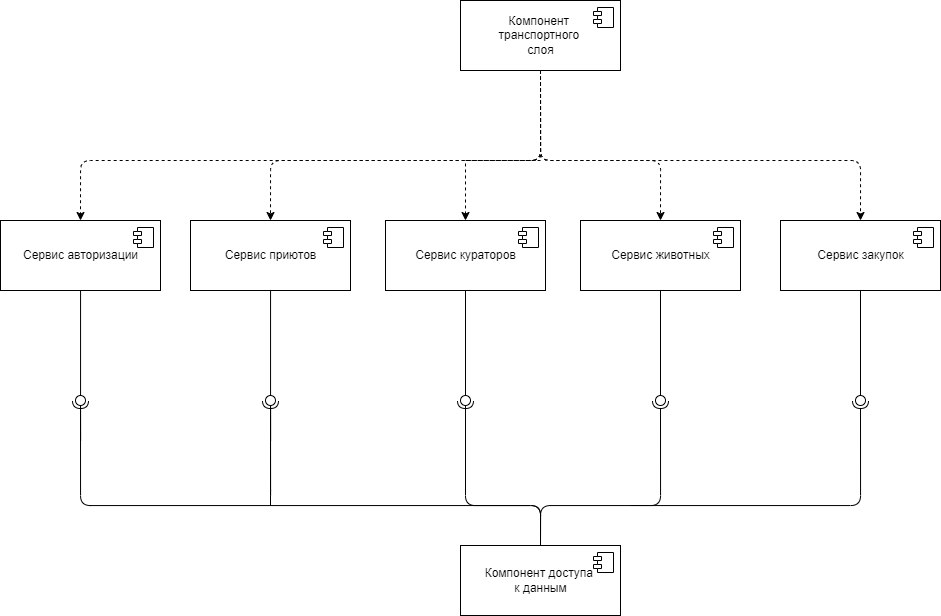 Компонент
транспортного
слоя
Сервис авторизации
Сервис приютов
Сервис кураторов
Сервис животных
Сервис закупок
Компонент доступа
к данным